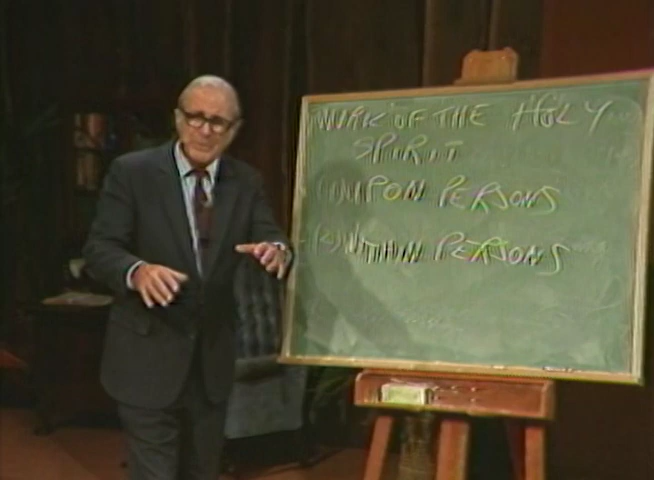 WORK OF THE HOLY
SPIRIT
(1) UPON PERSONS
(2) WITHIN PERSONS